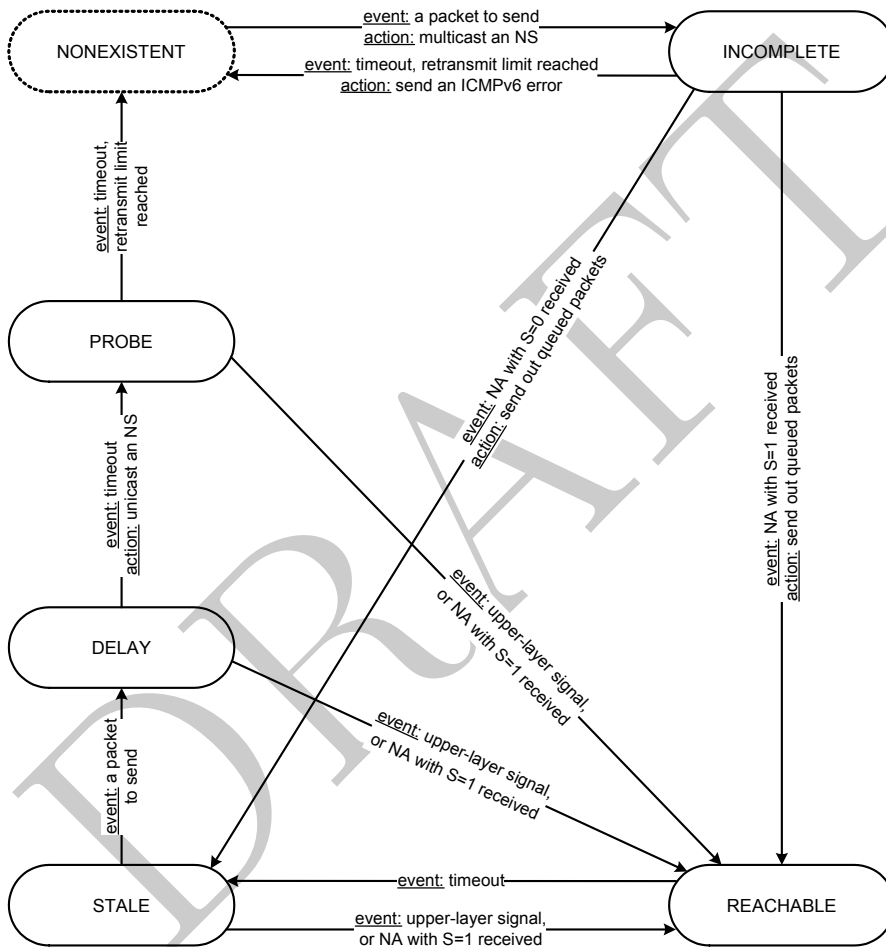 event: a packet to send
action: multicast an NS
NONEXISTENT
INCOMPLETE
event: timeout, retransmit limit reached
action: send an ICMPv6 error
event: timeout,
retransmit limit
reached
event: NA with S=0 received
action: send out queued packets
PROBE
event: NA with S=1 received
action: send out queued packets
event: timeout
action: unicast an NS
event: upper-layer signal,
or NA with S=1 received
DELAY
event: upper-layer signal,
or NA with S=1 received
event: a packet
to send
event: timeout
STALE
REACHABLE
event: upper-layer signal,
or NA with S=1 received
DRAFT